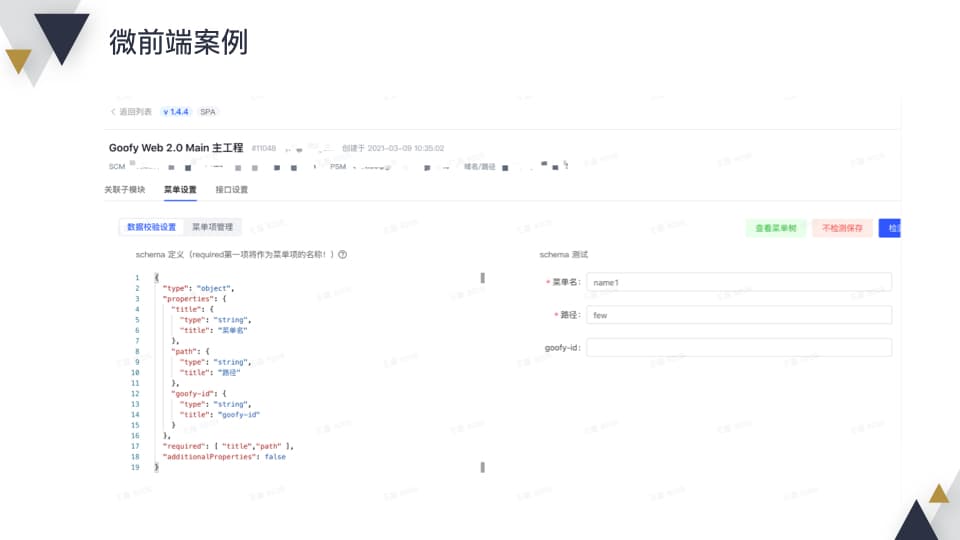 微前端案例
返回列表 v 1.4.4 SPA
Goofy Web 2.0 Main 主工程 #11048 创建于 2021-03-09 10:35:02
SCM PSM 域名/路径
关联子模块 菜单设置 接口设置
数据校验设置 菜单项管理 查看菜单树 不检测保存 检
schema 定义（required第一项将作为菜单项的名称！） schema 测试
* 菜单名: name1
* 路径: few
goofy-id:
1 {
2 "type": "object",
3 "properties": {
4 "title": {
5 "type": "string",
6 "title": "菜单名"
7 },
8 "path": {
9 "type": "string",
10 "title": "路径"
11 },
12 "goofy-id": {
13 "type": "string",
14 "title": "goofy-id"
15 }
16 },
17 "required": [ "title","path" ],
18 "additionalProperties": false
19 }